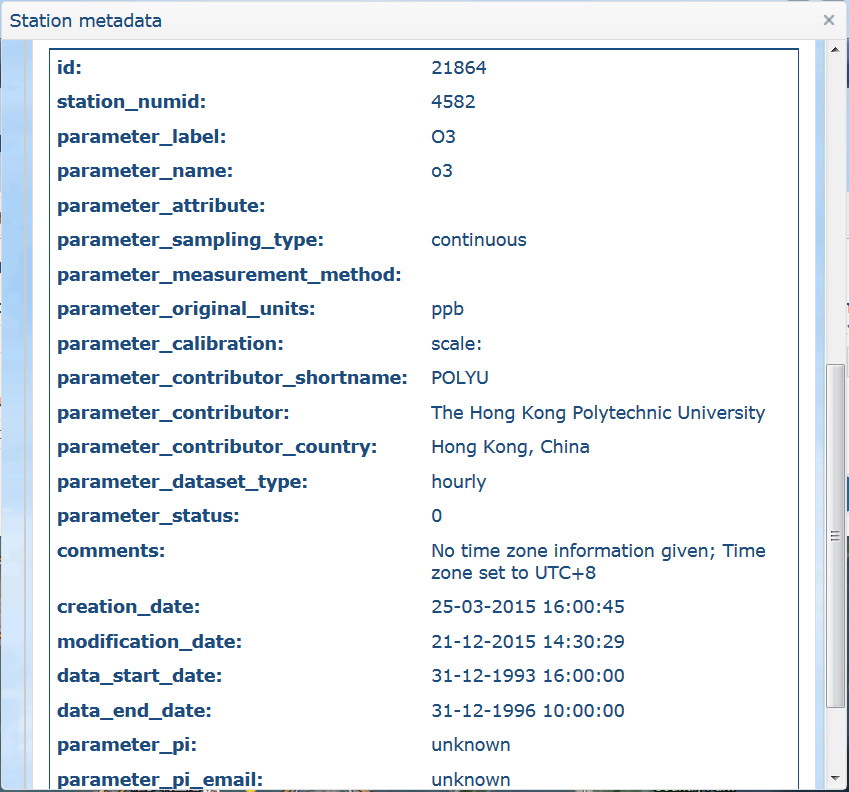 Station metadata
id: 21864
station_numid: 4582
parameter_label: O3
parameter_name: o3
parameter_attribute:
parameter_sampling_type: continuous
parameter_measurement_method:
parameter_original_units: ppb
parameter_calibration: scale:
parameter_contributor_shortname: POLYU
parameter_contributor: The Hong Kong Polytechnic University
parameter_contributor_country: Hong Kong, China
parameter_dataset_type: hourly
parameter_status: 0
comments: No time zone information given; Time
zone set to UTC+8
creation_date: 25-03-2015 16:00:45
modification_date: 21-12-2015 14:30:29
data_start_date: 31-12-1993 16:00:00
data_end_date: 31-12-1996 10:00:00
parameter_pi: unknown
parameter_pi_email: unknown